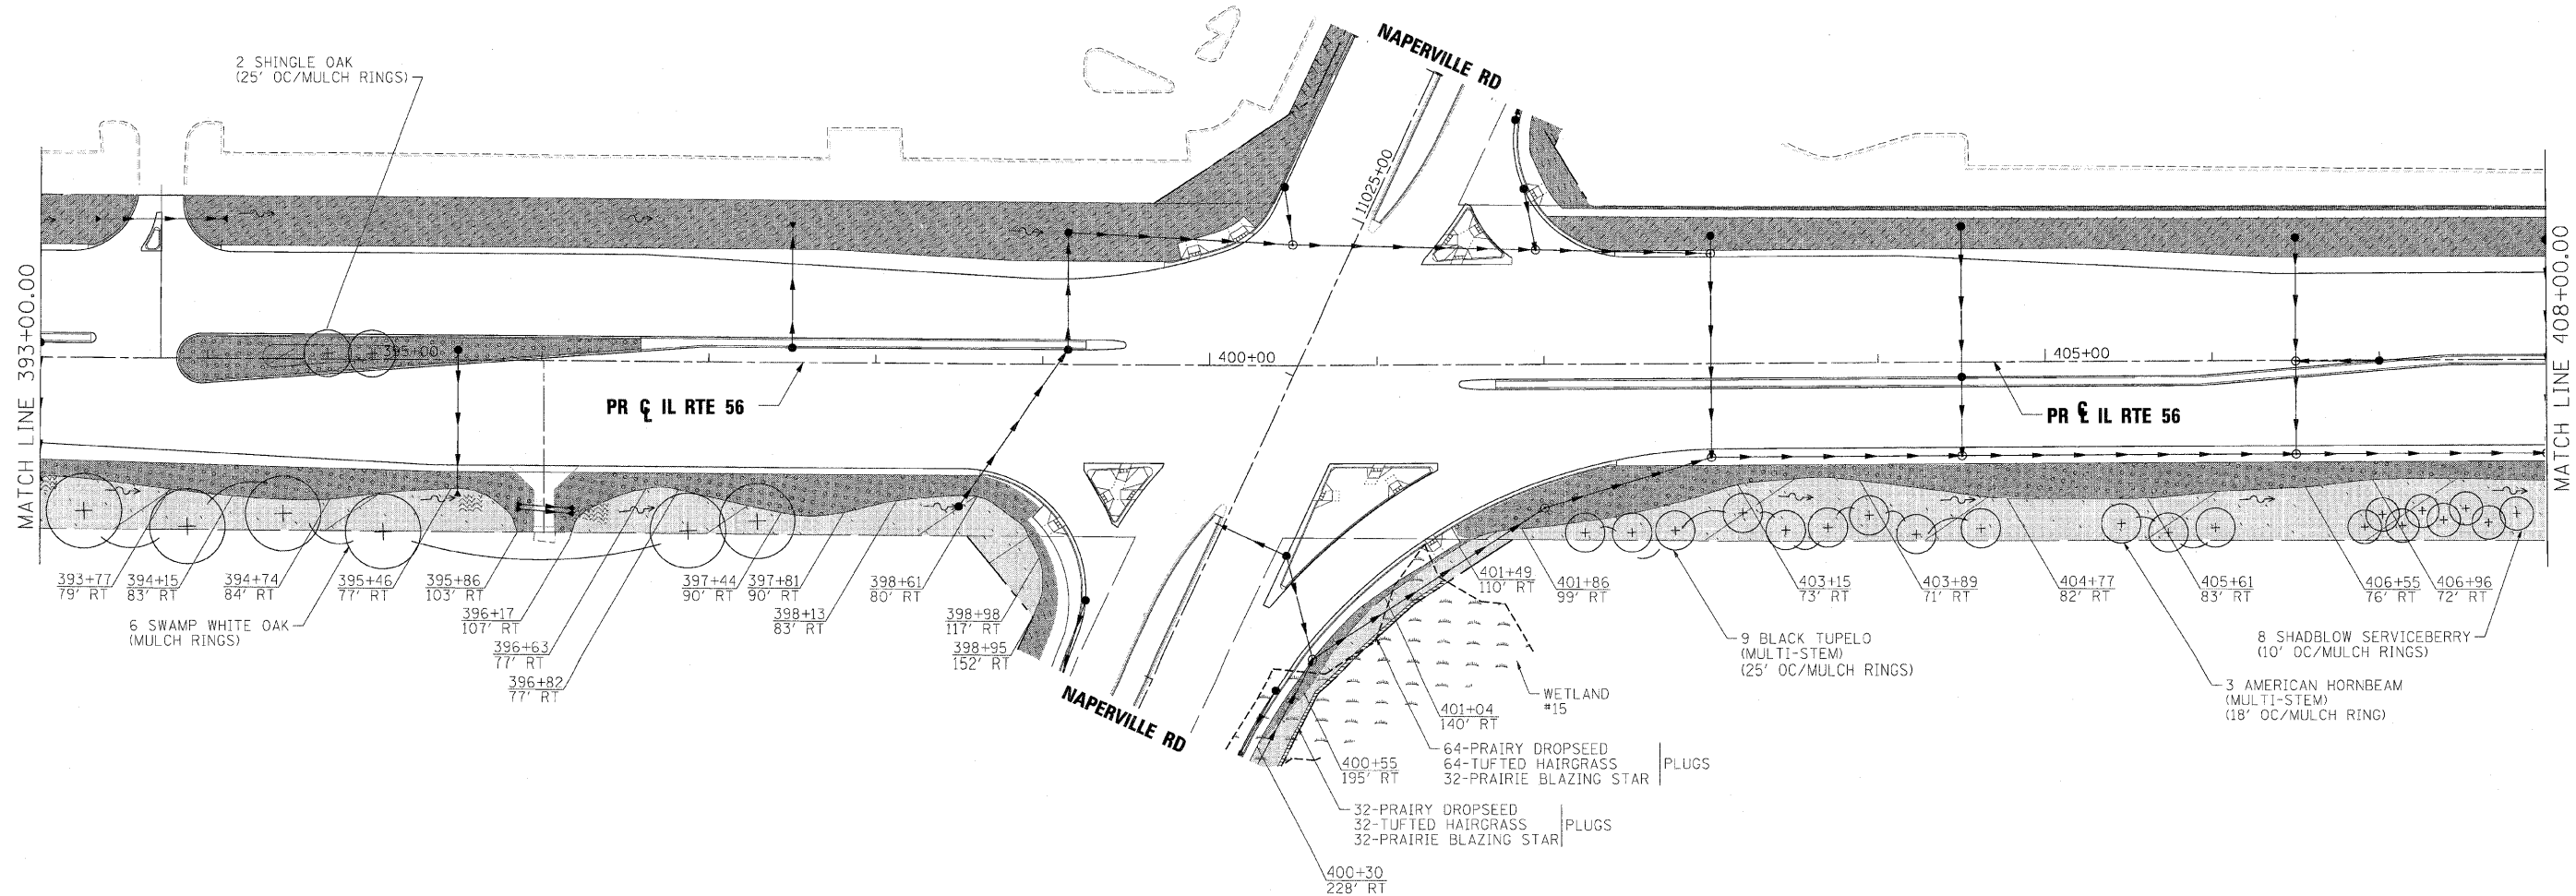 2 SHINGLE OAK
(25' OC/MULCH RINGS)
NAPERVILLE RD
11025+00
MATCH LINE 393+00.00
MATCH LINE 408+00.00
395+00
400+00
405+00
PR ℄ IL RTE 56
PR ℄ IL RTE 56
393+77
79' RT
394+15
83' RT
394+74
84' RT
395+46
77' RT
395+86
103' RT
396+17
107' RT
396+63
77' RT
396+82
77' RT
397+44
90' RT
397+81
90' RT
398+13
83' RT
398+61
80' RT
398+98
117' RT
398+95
152' RT
6 SWAMP WHITE OAK
(MULCH RINGS)
NAPERVILLE RD
401+49
110' RT
401+86
99' RT
403+15
73' RT
403+89
71' RT
404+77
82' RT
405+61
83' RT
406+55
76' RT
406+96
72' RT
9 BLACK TUPELO
(MULTI-STEM)
(25' OC/MULCH RINGS)
8 SHADBLOW SERVICEBERRY
(10' OC/MULCH RINGS)
3 AMERICAN HORNBEAM
(MULTI-STEM)
(18' OC/MULCH RING)
WETLAND
#15
401+04
140' RT
64-PRAIRY DROPSEED
64-TUFTED HAIRGRASS
32-PRAIRIE BLAZING STAR
PLUGS
400+55
195' RT
32-PRAIRY DROPSEED
32-TUFTED HAIRGRASS
32-PRAIRIE BLAZING STAR
PLUGS
400+30
228' RT